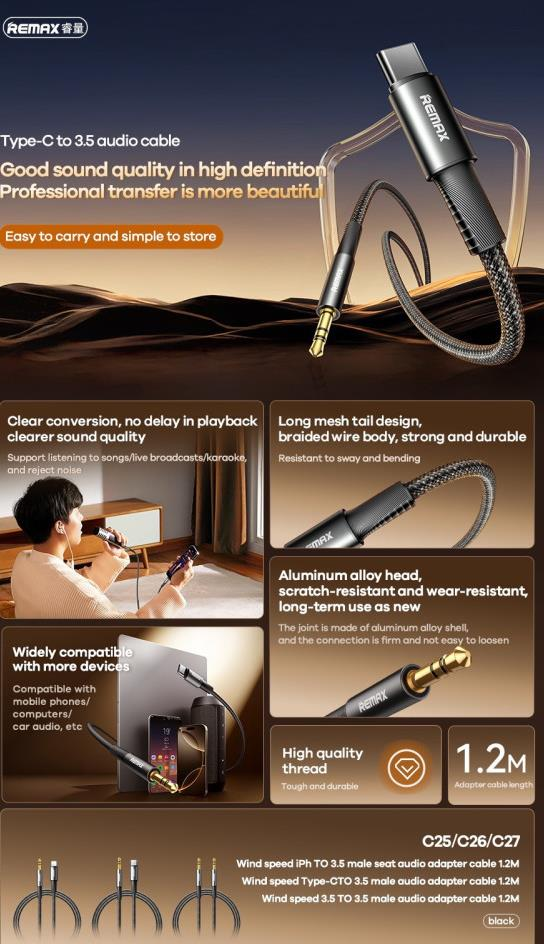 REMAX睿量
Type-C to 3.5 audio cable
Good sound quality in high definition
Professional transfer is more beautiful
Easy to carry and simple to store
REMAX
Clear conversion, no delay in playback
clearer sound quality
Support listening to songs/live broadcasts/karaoke,
and reject noise
Long mesh tail design,
braided wire body, strong and durable
Resistant to sway and bending
REMAX
Aluminum alloy head,
scratch-resistant and wear-resistant,
long-term use as new
The joint is made of aluminum alloy shell,
and the connection is firm and not easy to loosen
REMAX
Widely compatible
with more devices
Compatible with
mobile phones/
computers/
car audio, etc
High quality
thread
Tough and durable
1.2M
Adapter cable length
C25/C26/C27
Wind speed iPh TO 3.5 male seat audio adapter cable 1.2M
Wind speed Type-CTO 3.5 male audio adapter cable 1.2M
Wind speed 3.5 TO 3.5 male audio adapter cable 1.2M
black